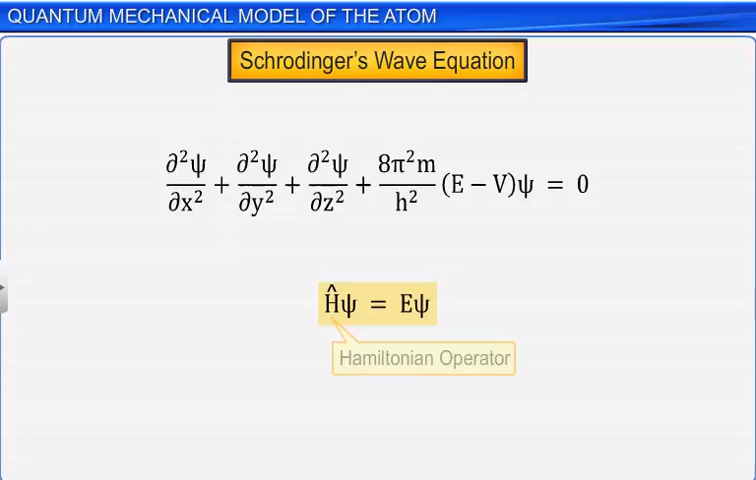 QUANTUM MECHANICAL MODEL OF THE ATOM
Schrodinger's Wave Equation
∂²ψ/∂x² + ∂²ψ/∂y² + ∂²ψ/∂z² + 8π²m/h² (E − V)ψ = 0
Ĥψ = Eψ
Hamiltonian Operator